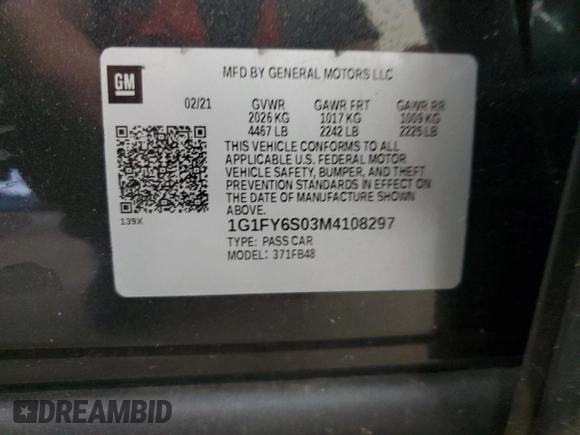 GM
MFD BY GENERAL MOTORS LLC
02/21 GVWR GAWR FRT GAWR RR
2026 KG 1017 KG 1009 KG
4467 LB 2242 LB 2225 LB
THIS VEHICLE CONFORMS TO ALL
APPLICABLE U.S. FEDERAL MOTOR
VEHICLE SAFETY, BUMPER, AND THEFT
PREVENTION STANDARDS IN EFFECT ON
THE DATE OF MANUFACTURE SHOWN ABOVE.
139X
1G1FY6S03M4108297
TYPE: PASS CAR
MODEL: 371FB48
DREAMBID